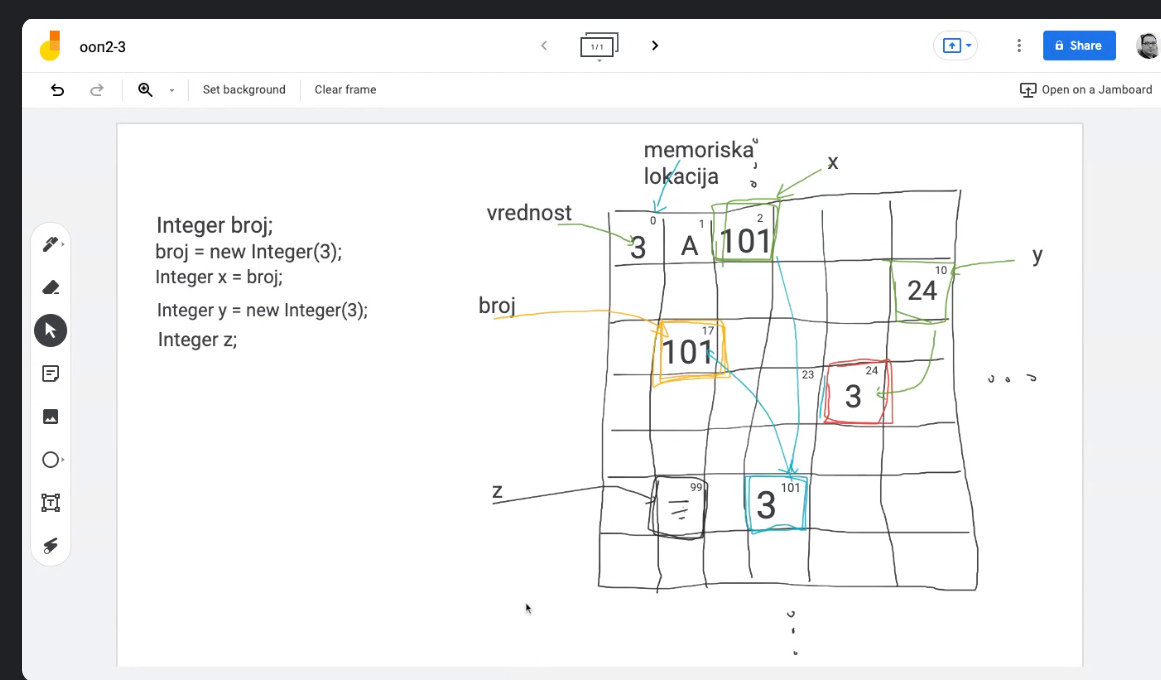 ооп2-3
1/1
Share
Set background
Clear frame
Open on a Jamboard
Integer broj;
broj = new Integer(3);
Integer x = broj;
Integer y = new Integer(3);
Integer z;
memoriska
lokacija
x
vrednost
0
1
2
3
A
101
y
10
24
broj
17
101
23
24
3
z
99
101
3